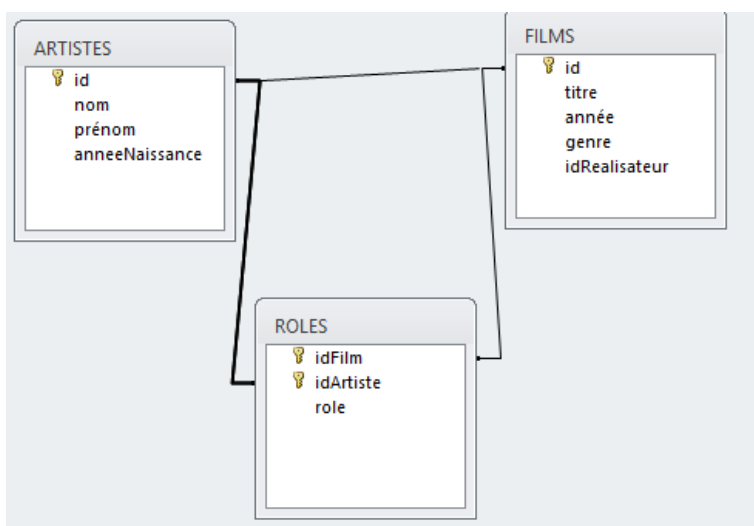 ARTISTES
id
nom
prénom
anneeNaissance
FILMS
id
titre
année
genre
idRealisateur
ROLES
idFilm
idArtiste
role